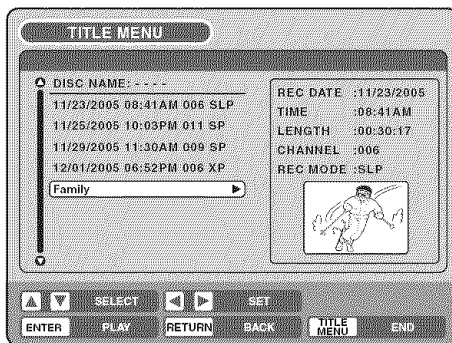 TITLE MENU
DISC NAME: - - - -
11/23/2005 08:41AM 006 SLP
11/25/2005 10:03PM 011 SP
11/29/2005 11:30AM 009 SP
12/01/2005 06:52PM 006 XP
Family
REC DATE :11/23/2005
TIME :08:41AM
LENGTH :00:30:17
CHANNEL :006
REC MODE :SLP
SELECT SET
ENTER PLAY RETURN BACK TITLE MENU END